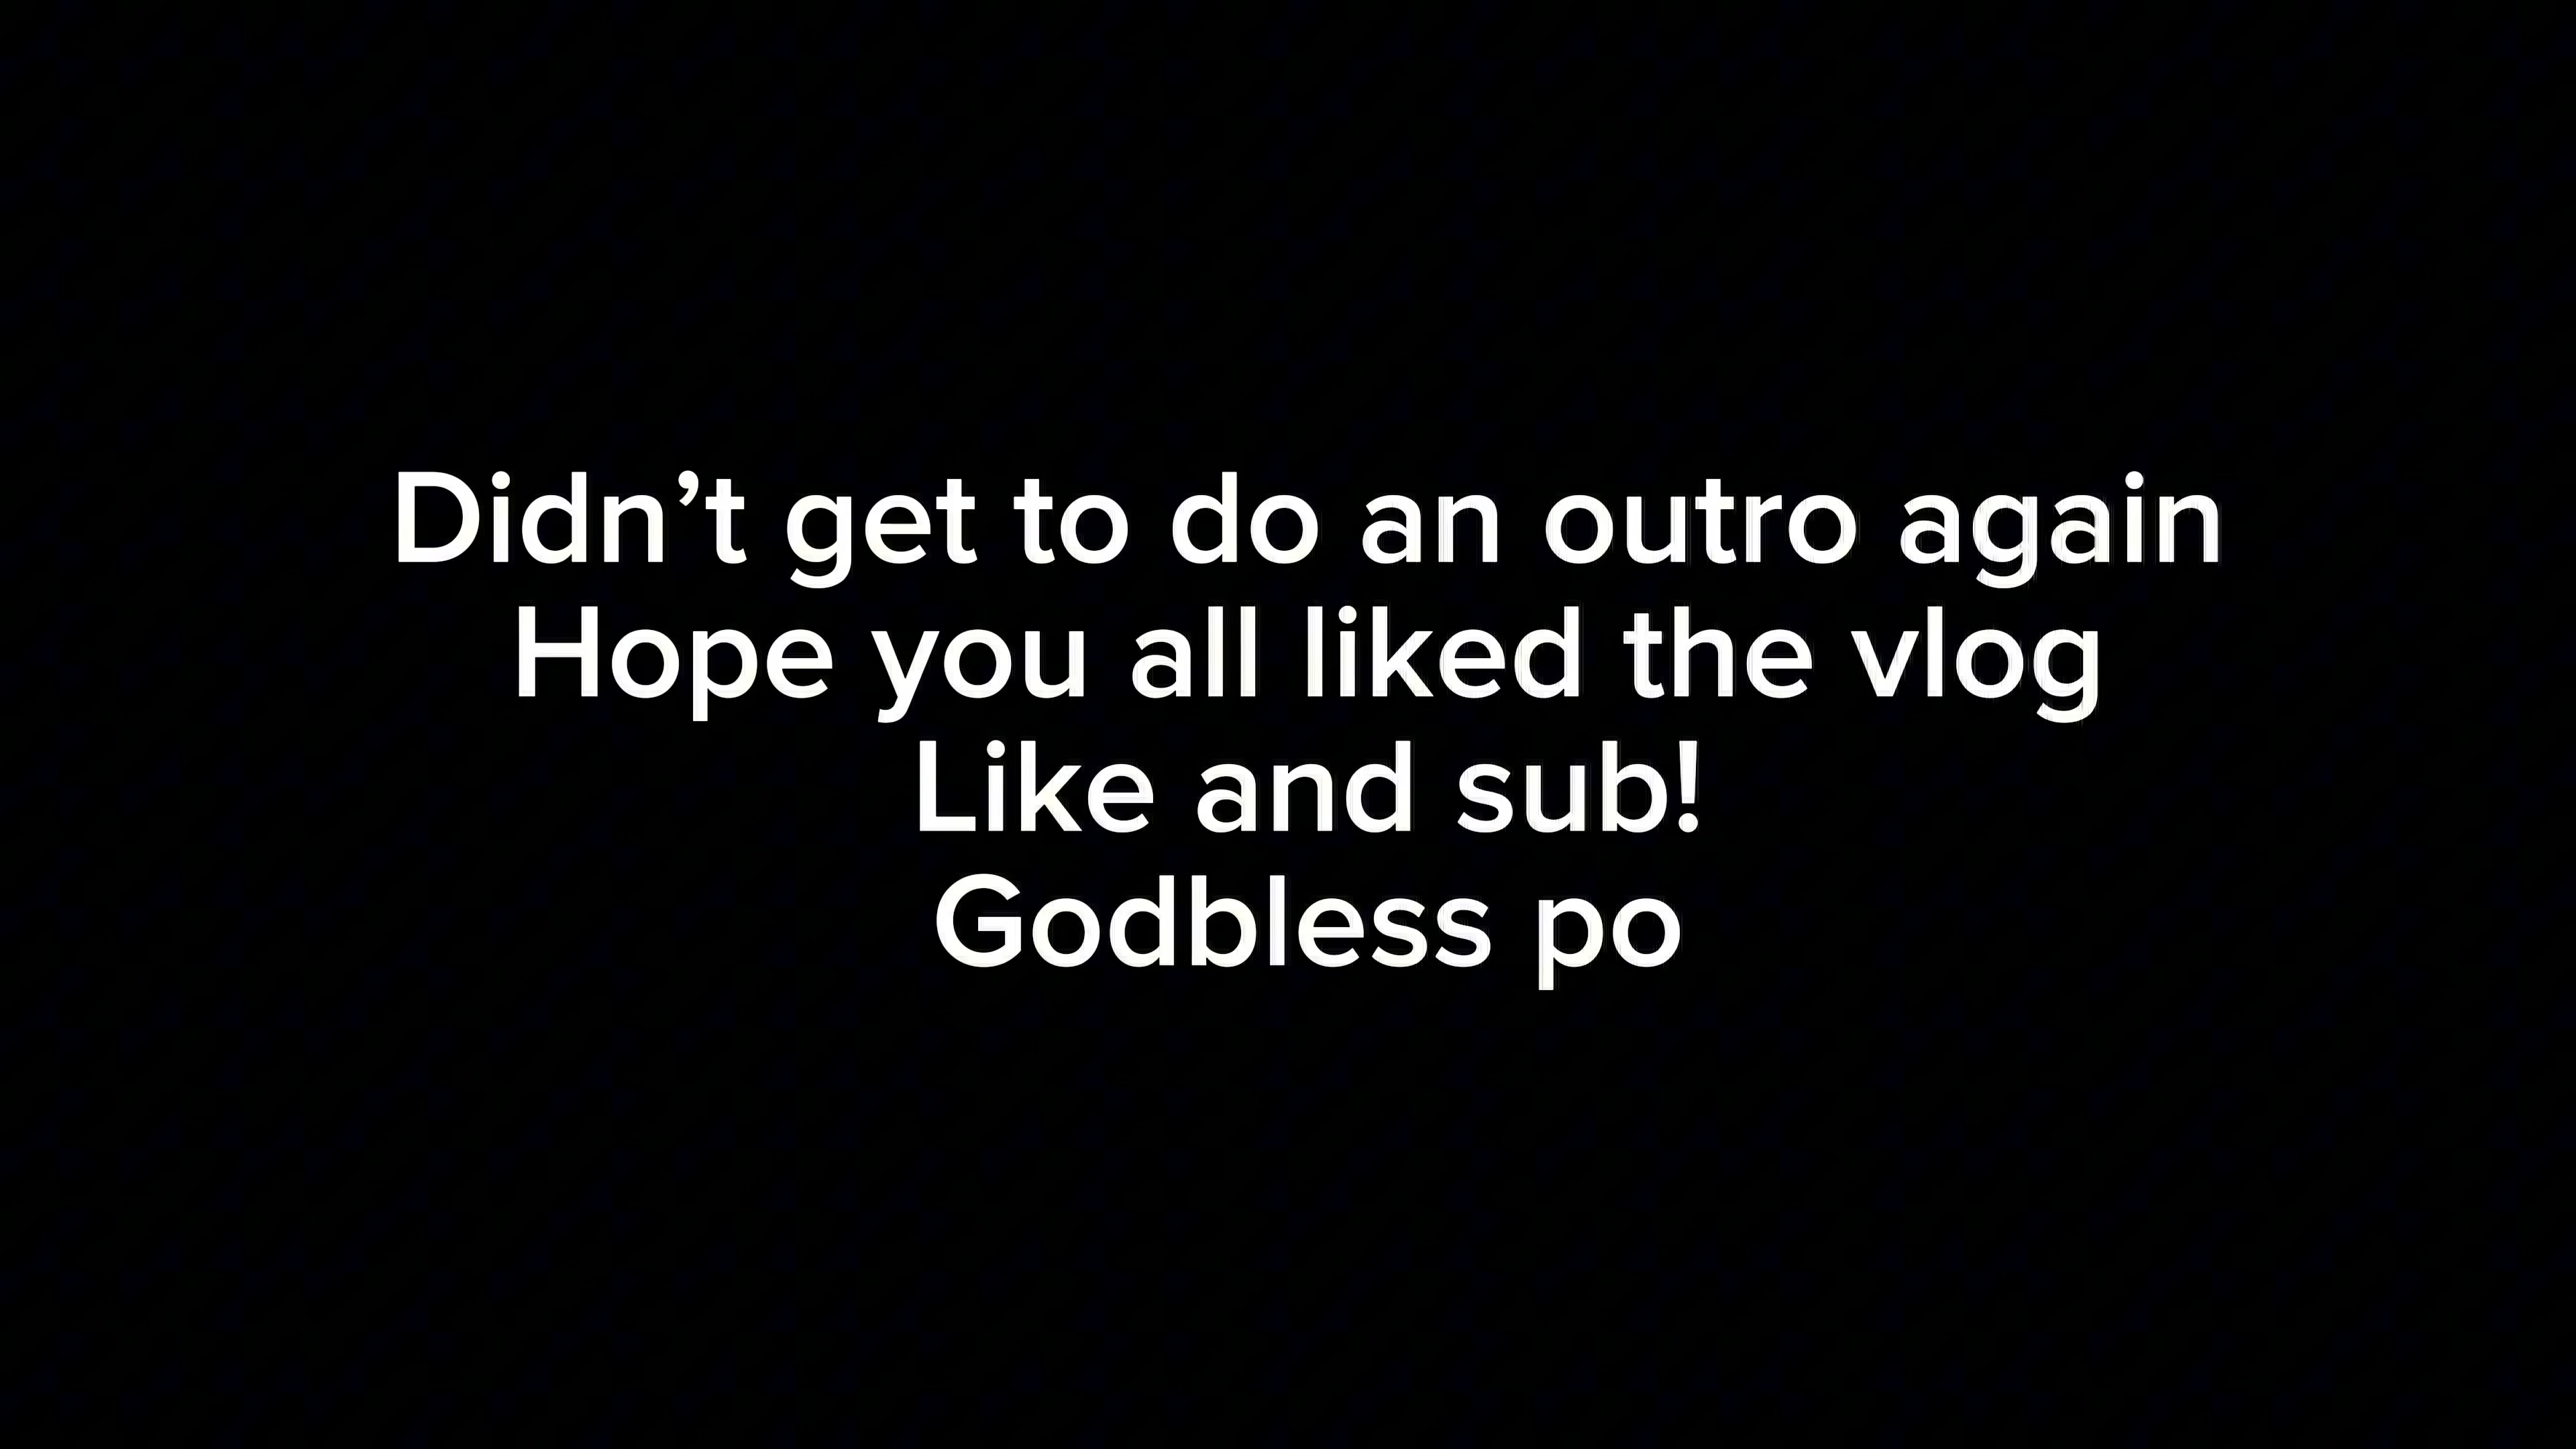 Didn’t get to do an outro again
Hope you all liked the vlog
Like and sub!
Godbless po